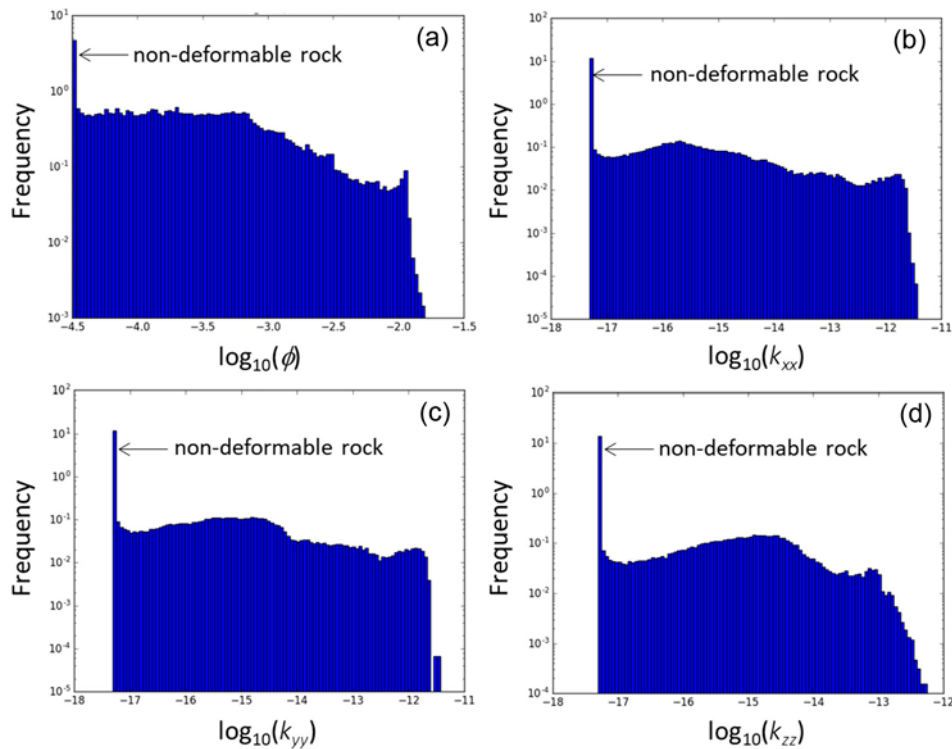 (a)
non-deformable rock
Frequency
10^1
10^0
10^-1
10^-2
10^-3
−4.5 −4.0 −3.5 −3.0 −2.5 −2.0 −1.5
log10(ϕ)
(b)
non-deformable rock
Frequency
10^2
10^1
10^0
10^-1
10^-2
10^-3
10^-4
10^-5
−18 −17 −16 −15 −14 −13 −12 −11
log10(kxx)
(c)
non-deformable rock
Frequency
10^2
10^1
10^0
10^-1
10^-2
10^-3
10^-4
10^-5
−18 −17 −16 −15 −14 −13 −12 −11
log10(kyy)
(d)
non-deformable rock
Frequency
10^2
10^1
10^0
10^-1
10^-2
10^-3
10^-4
−18 −17 −16 −15 −14 −13 −12
log10(kzz)